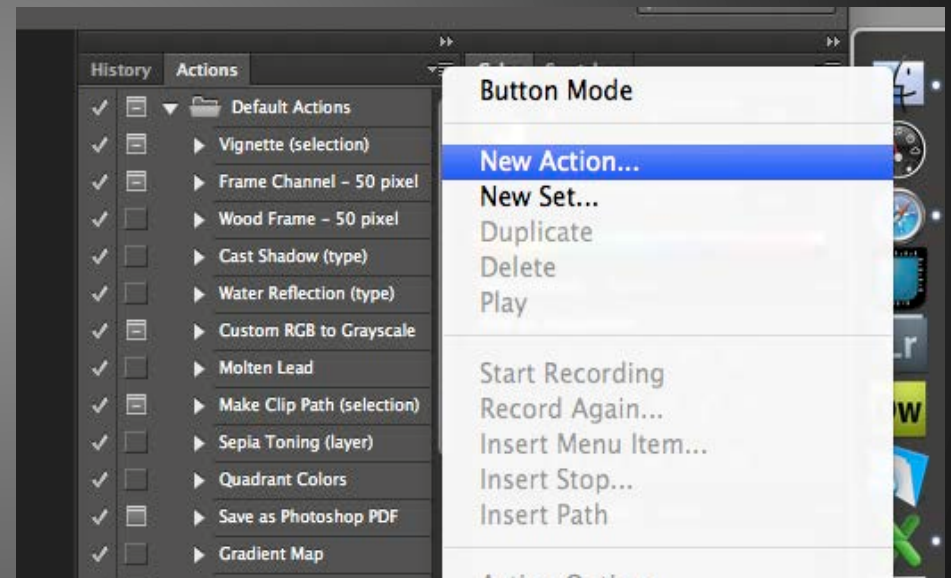 History Actions
Default Actions
Vignette (selection)
Frame Channel – 50 pixel
Wood Frame – 50 pixel
Cast Shadow (type)
Water Reflection (type)
Custom RGB to Grayscale
Molten Lead
Make Clip Path (selection)
Sepia Toning (layer)
Quadrant Colors
Save as Photoshop PDF
Gradient Map
Button Mode
New Action...
New Set...
Duplicate
Delete
Play
Start Recording
Record Again...
Insert Menu Item...
Insert Stop...
Insert Path